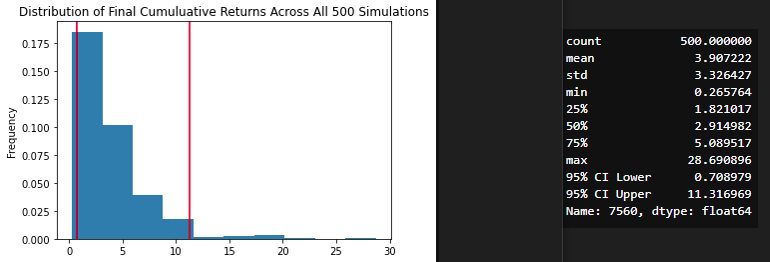 Distribution of Final Cumuluative Returns Across All 500 Simulations
Frequency
0.175
0.150
0.125
0.100
0.075
0.050
0.025
0.000
0 5 10 15 20 25 30
count 500.000000
mean 3.907222
std 3.326427
min 0.265764
25% 1.821017
50% 2.914982
75% 5.089517
max 28.690896
95% CI Lower 0.708979
95% CI Upper 11.316969
Name: 7560, dtype: float64